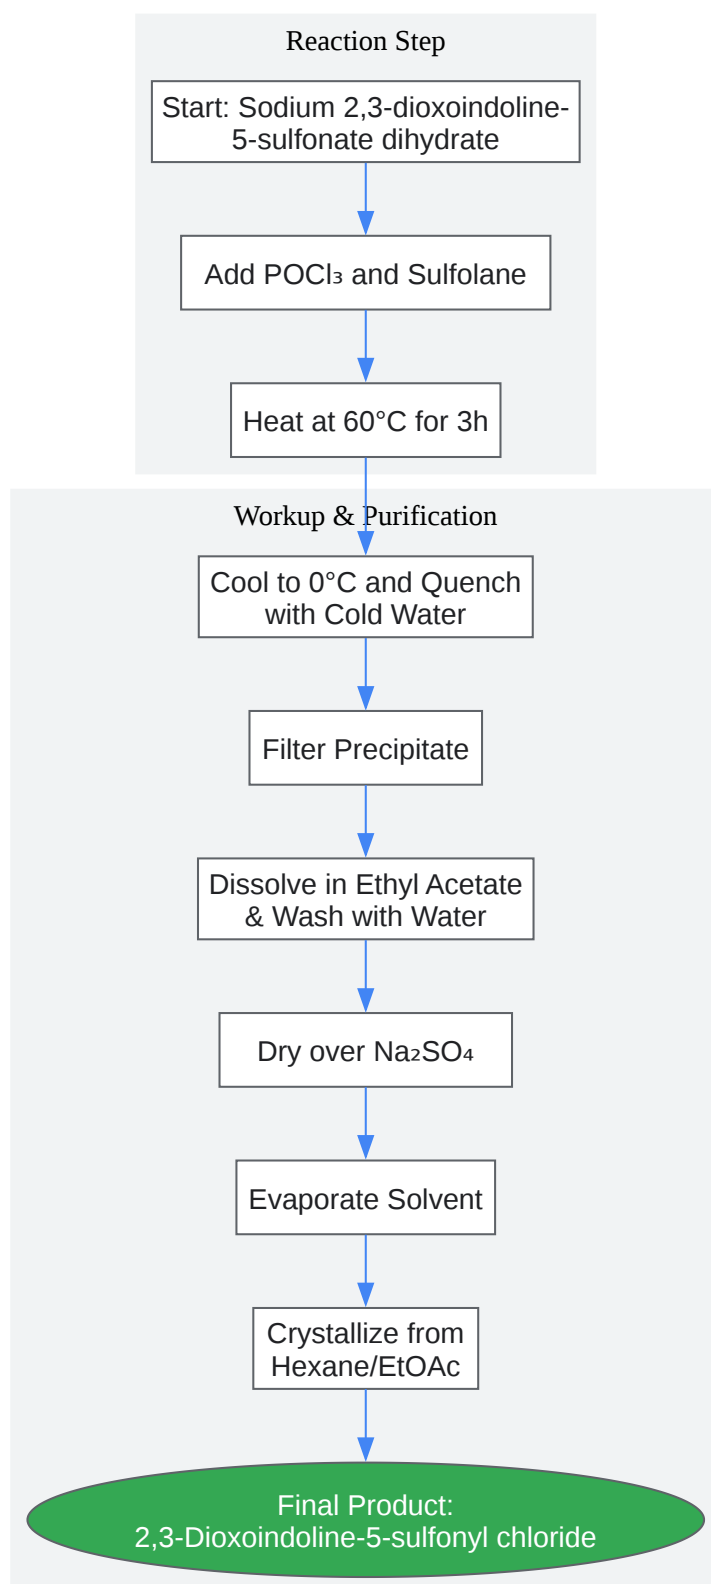 Reaction Step
Start: Sodium 2,3-dioxoindoline-
5-sulfonate dihydrate
Add POCl₃ and Sulfolane
Heat at 60°C for 3h
Workup & Purification
Cool to 0°C and Quench
with Cold Water
Filter Precipitate
Dissolve in Ethyl Acetate
& Wash with Water
Dry over Na₂SO₄
Evaporate Solvent
Crystallize from
Hexane/EtOAc
Final Product:
2,3-Dioxoindoline-5-sulfonyl chloride